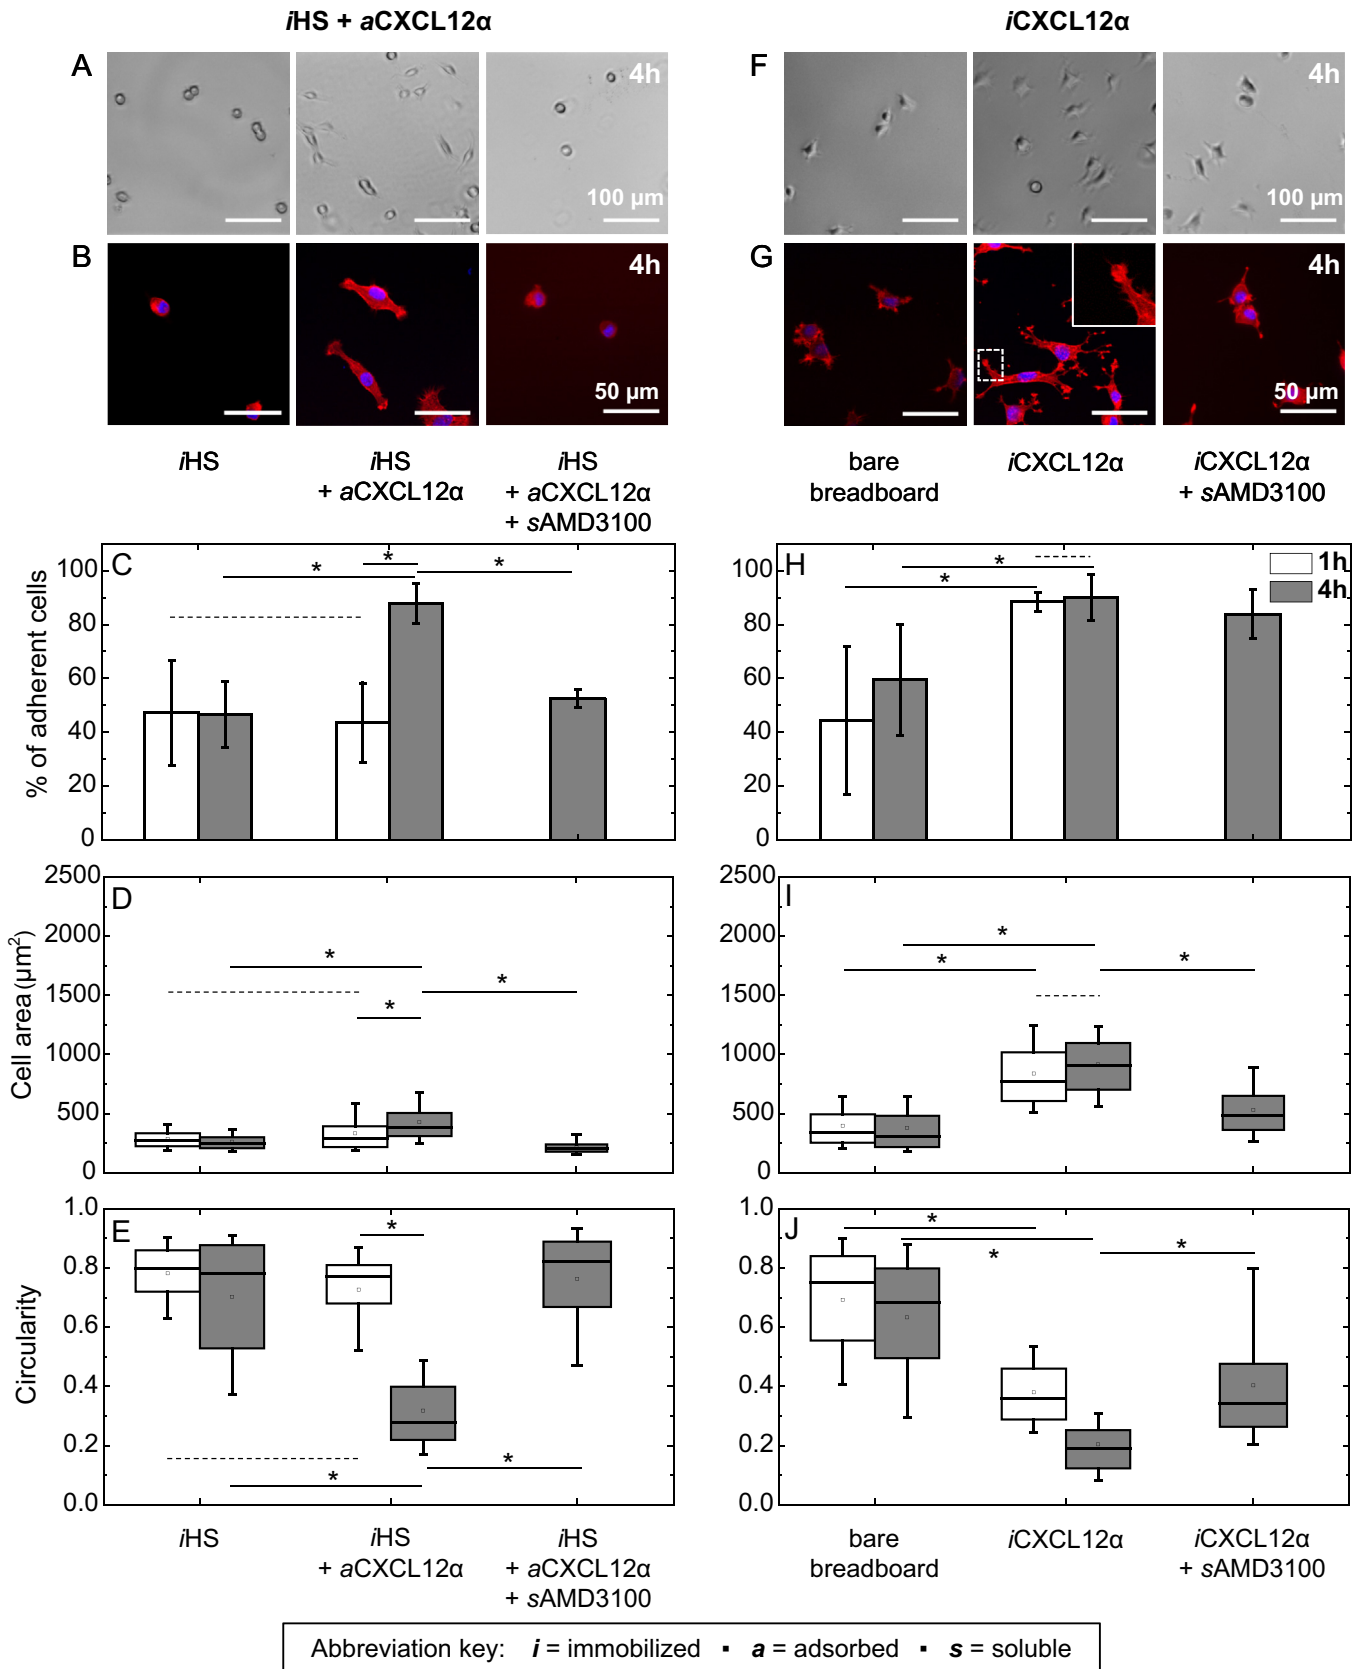 iHS + aCXCL12α
iCXCL12α
A
4h
100 µm
F
4h
100 µm
B
4h
50 µm
G
4h
50 µm
iHS
iHS
+ aCXCL12α
iHS
+ aCXCL12α
+ sAMD3100
bare
breadboard
iCXCL12α
iCXCL12α
+ sAMD3100
% of adherent cells
100
80
60
40
20
0
C
*
*
*
100
80
60
40
20
0
H
*
*
1h
4h
Cell area (µm²)
2500
2000
1500
1000
500
0
D
*
*
*
2500
2000
1500
1000
500
0
I
*
*
*
Circularity
1.0
0.8
0.6
0.4
0.2
0.0
E
*
*
*
1.0
0.8
0.6
0.4
0.2
0.0
J
*
*
*
iHS
iHS
+ aCXCL12α
iHS
+ aCXCL12α
+ sAMD3100
bare
breadboard
iCXCL12α
iCXCL12α
+ sAMD3100
Abbreviation key: i = immobilized ▪ a = adsorbed ▪ s = soluble